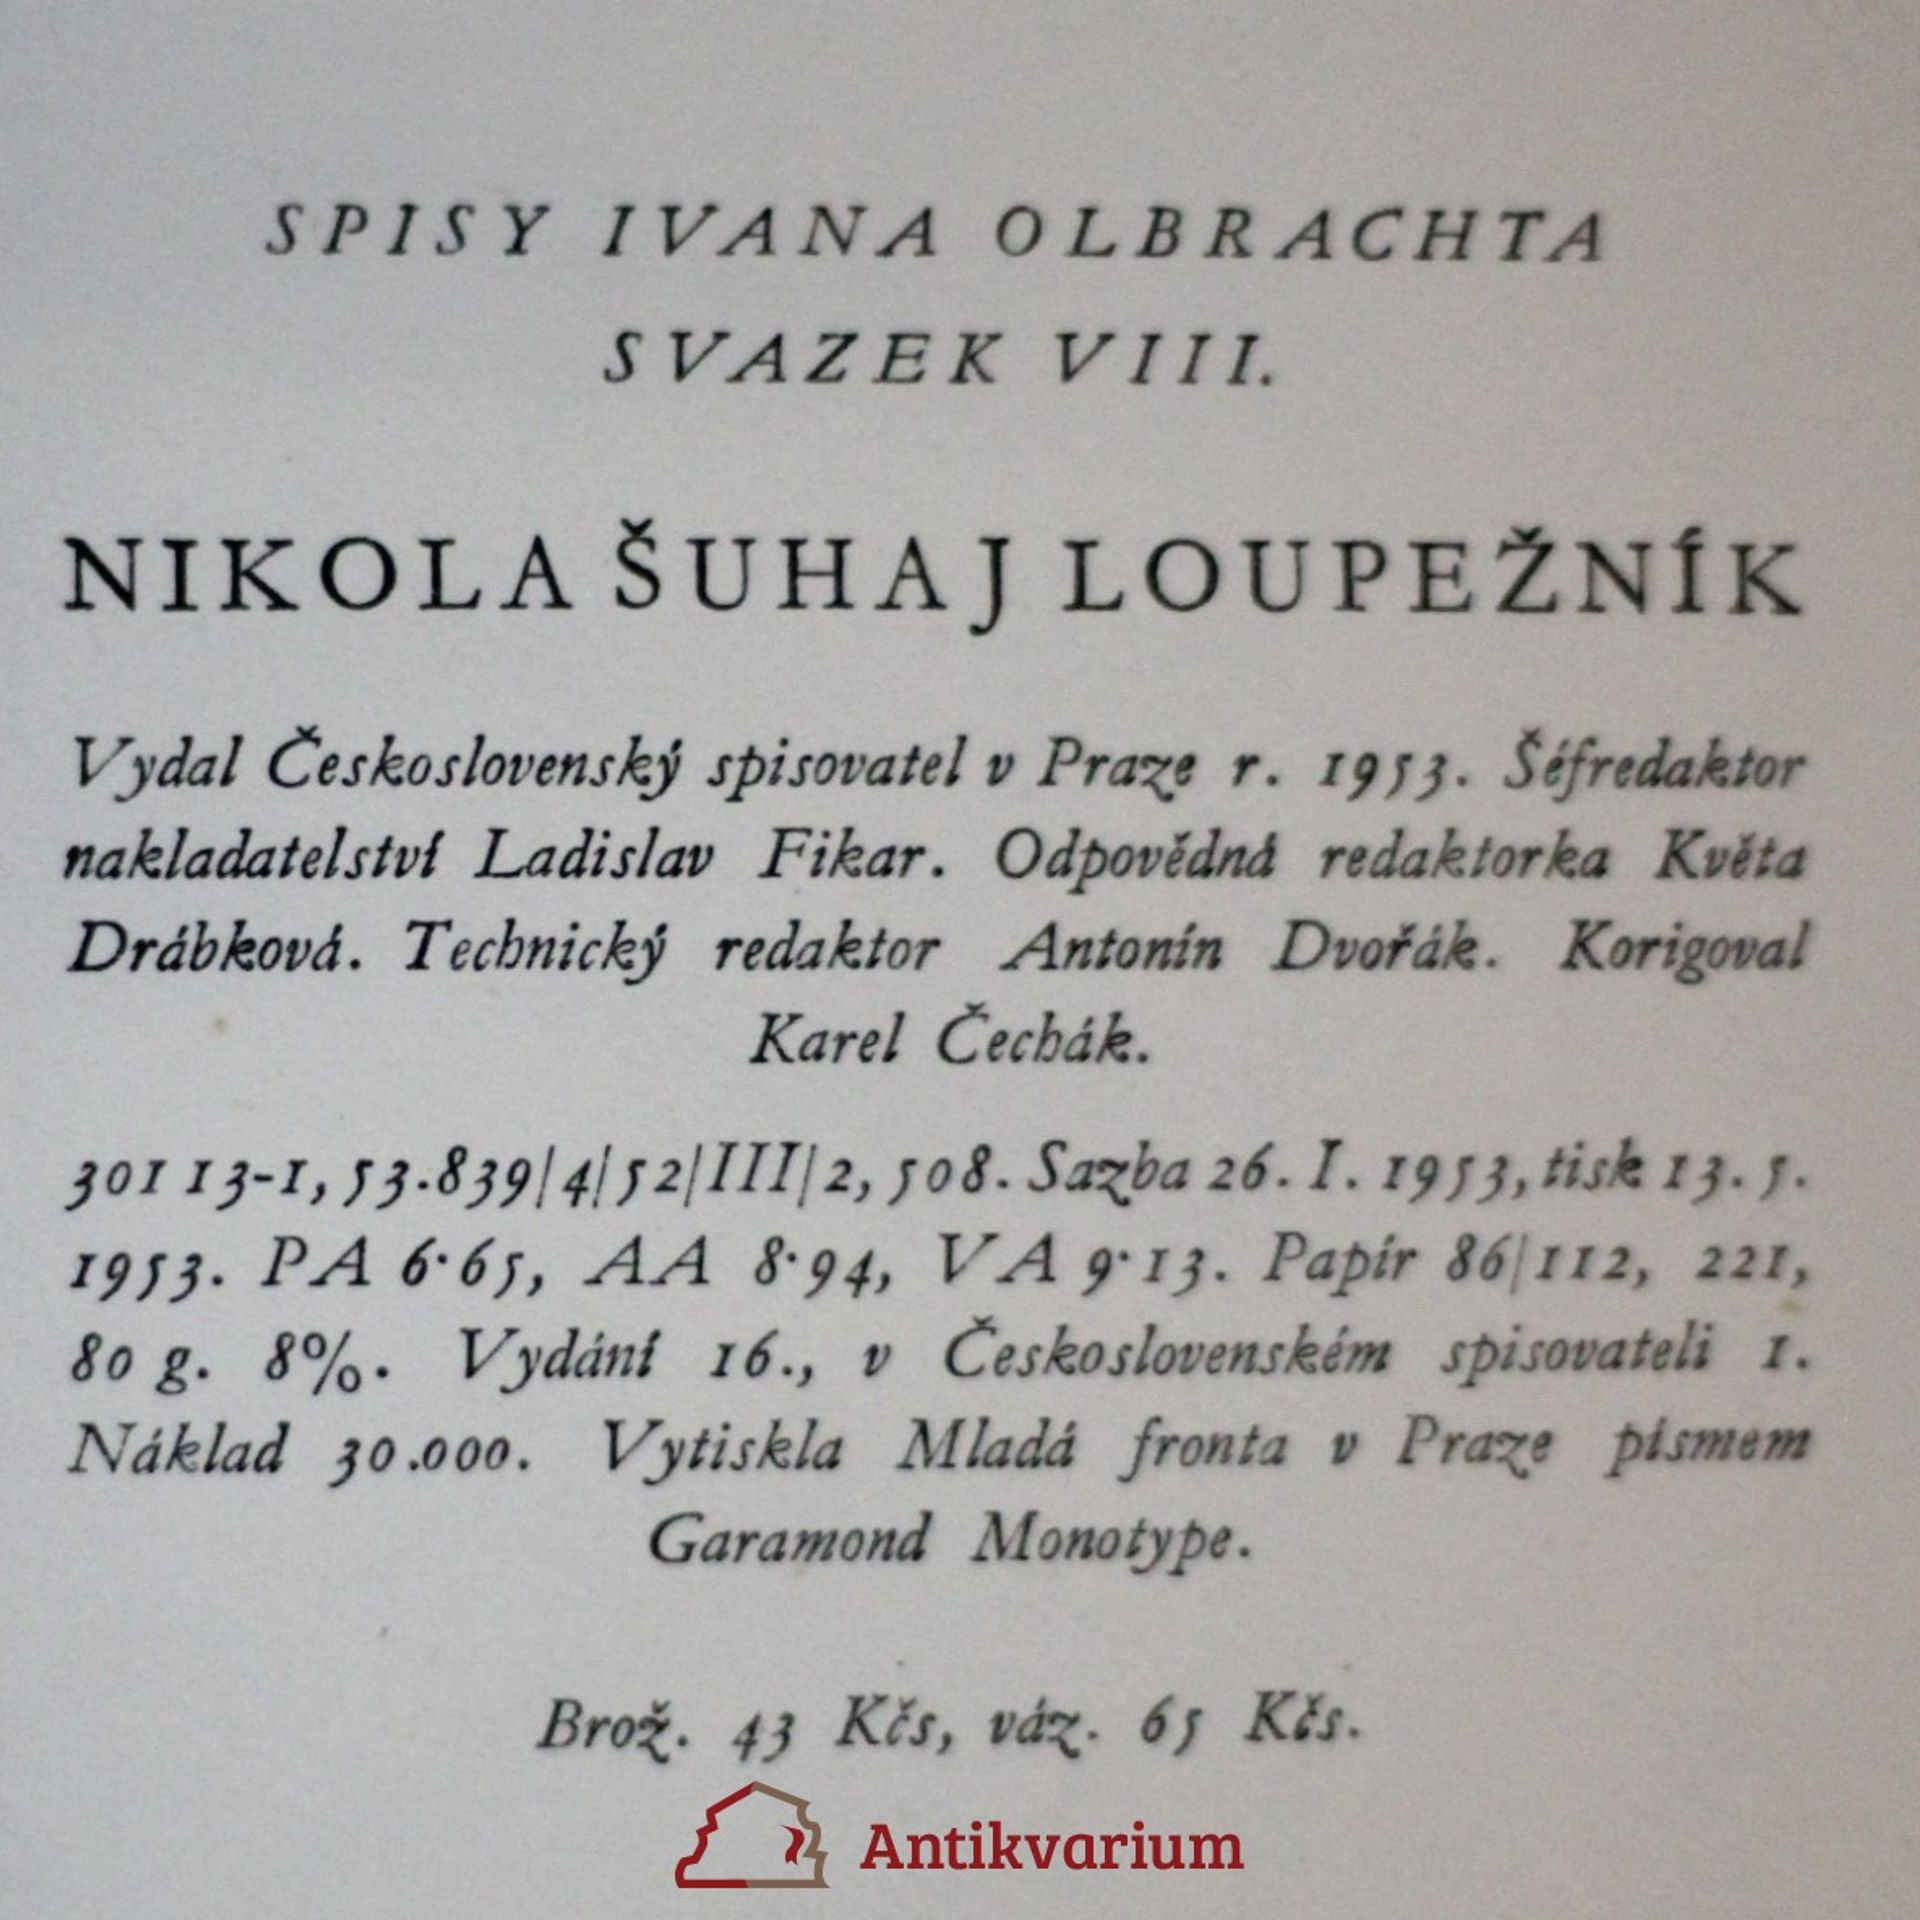 SPISY IVANA OLBRACHTA
SVAZEK VIII.
NIKOLA ŠUHAJ LOUPEŽNÍK
Vydal Československý spisovatel v Praze r. 1953. Šéfredaktor
nakladatelství Ladislav Fikar. Odpovědná redaktorka Květa
Drábková. Technický redaktor Antonín Dvořák. Korigoval
Karel Čechák.
301 13-1, 53.839|4|52|III|2, 508. Sazba 26. I. 1953, tisk 13. 5.
1953. PA 6·65, AA 8·94, VA 9·13. Papír 86|112, 221,
80 g. 8%. Vydání 16., v Československém spisovateli 1.
Náklad 30.000. Vytiskla Mladá fronta v Praze písmem
Garamond Monotype.
Brož. 43 Kčs, váz. 65 Kčs.
Antikvarium